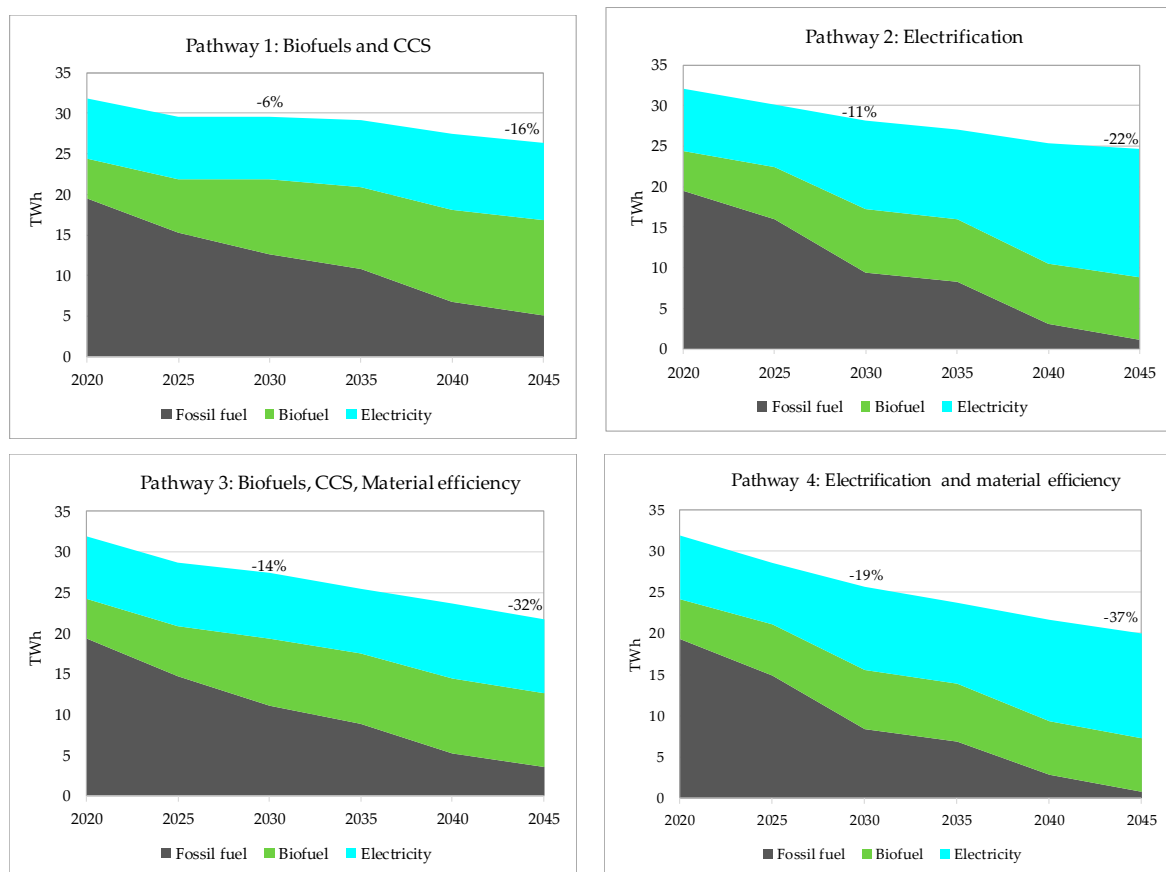 Pathway 1: Biofuels and CCS
35
30
25
20
15
10
5
0
TWh
-6%
-16%
2020 2025 2030 2035 2040 2045
Fossil fuel Biofuel Electricity
Pathway 2: Electrification
35
30
25
20
15
10
5
0
TWh
-11%
-22%
2020 2025 2030 2035 2040 2045
Fossil fuel Biofuel Electricity
Pathway 3: Biofuels, CCS, Material efficiency
35
30
25
20
15
10
5
0
TWh
-14%
-32%
2020 2025 2030 2035 2040 2045
Fossil fuel Biofuel Electricity
Pathway 4: Electrification and material efficiency
35
30
25
20
15
10
5
0
TWh
-19%
-37%
2020 2025 2030 2035 2040 2045
Fossil fuel Biofuel Electricity